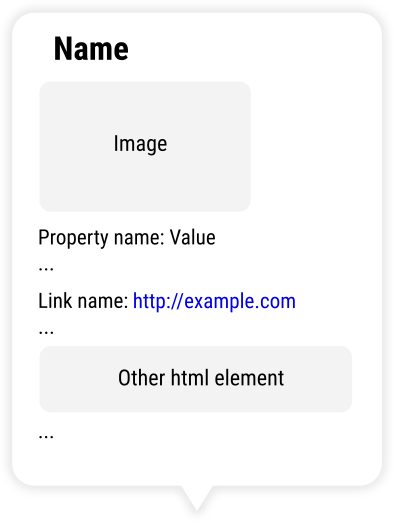 Name
Image
Property name: Value
...
Link name: http://example.com
...
Other html element
...